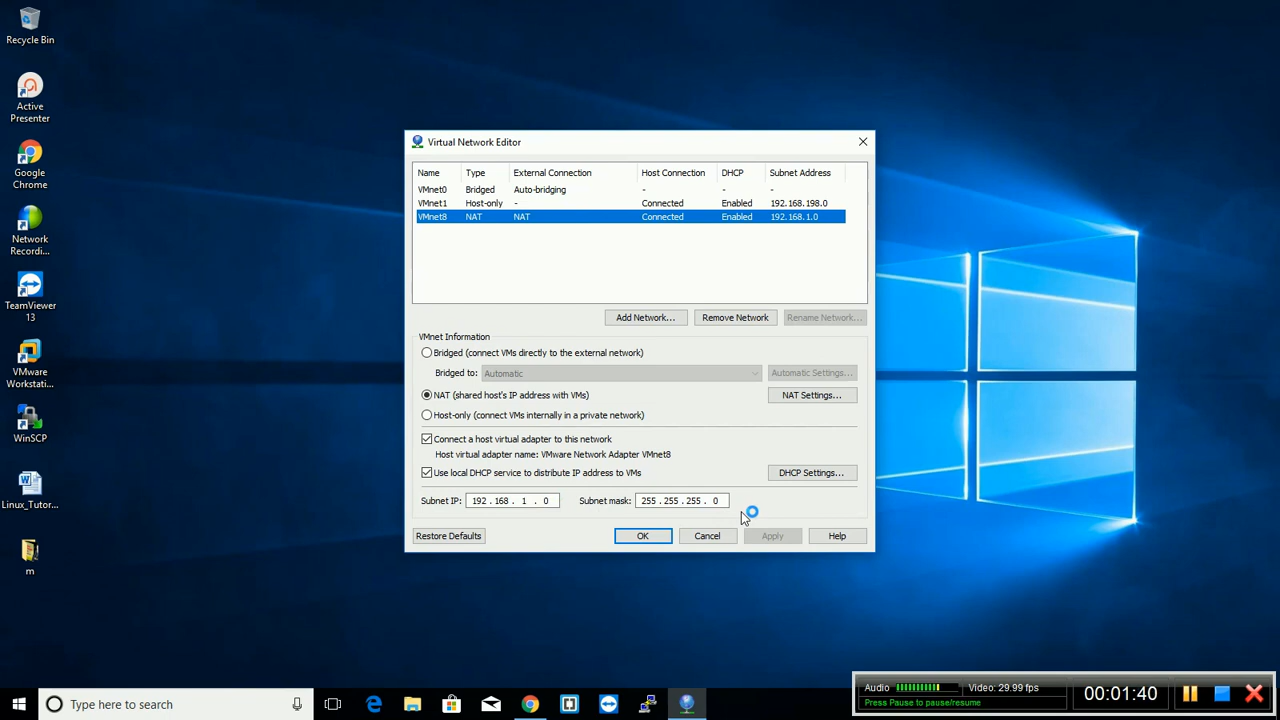 Recycle Bin
Active
Presenter
Google
Chrome
Network
Recordi...
TeamViewer
13
VMware
Workstati...
WinSCP
Linux_Tutor...
m
Virtual Network Editor
Name Type External Connection Host Connection DHCP Subnet Address
VMnet0 Bridged Auto-bridging - - -
VMnet1 Host-only - Connected Enabled 192.168.198.0
VMnet8 NAT NAT Connected Enabled 192.168.1.0
Add Network... Remove Network Rename Network...
VMnet Information
Bridged (connect VMs directly to the external network)
Bridged to: Automatic Automatic Settings...
NAT (shared host's IP address with VMs) NAT Settings...
Host-only (connect VMs internally in a private network)
Connect a host virtual adapter to this network
Host virtual adapter name: VMware Network Adapter VMnet8
Use local DHCP service to distribute IP address to VMs DHCP Settings...
Subnet IP: 192 . 168 . 1 . 0 Subnet mask: 255 . 255 . 255 . 0
Restore Defaults OK Cancel Apply Help
Type here to search
Audio Video: 29.99 fps
Press Pause to pause/resume
00:01:40